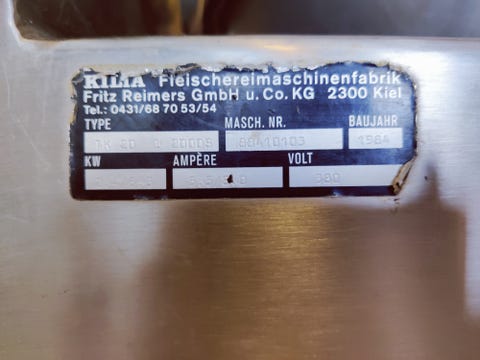 KILIA Fleischereimaschinenfabrik
Fritz Reimers GmbH u. Co. KG 2300 Kiel
Tel.: 0431/68 70 53/54
TYPE MASCH. NR. BAUJAHR
88410103 1984
KW AMPÈRE VOLT
380